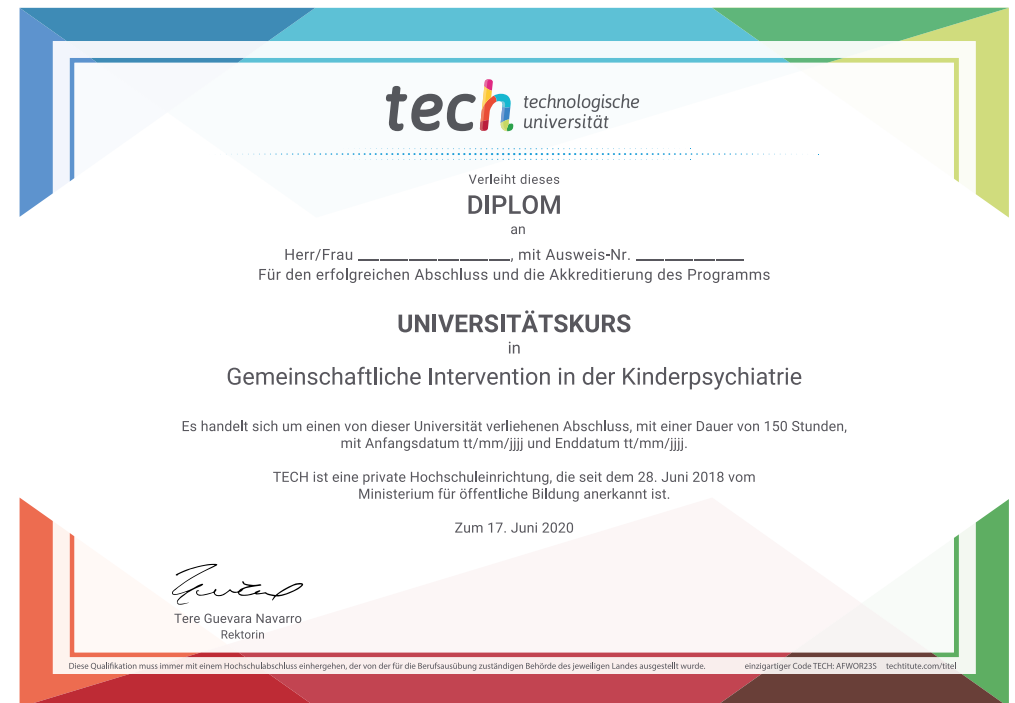 tech technologische
universität
Verleiht dieses
DIPLOM
an
Herr/Frau ______________, mit Ausweis-Nr. __________
Für den erfolgreichen Abschluss und die Akkreditierung des Programms
UNIVERSITÄTSKURS
in
Gemeinschaftliche Intervention in der Kinderpsychiatrie
Es handelt sich um einen von dieser Universität verliehenen Abschluss, mit einer Dauer von 150 Stunden,
mit Anfangsdatum tt/mm/jjjj und Enddatum tt/mm/jjjj.
TECH ist eine private Hochschuleinrichtung, die seit dem 28. Juni 2018 vom
Ministerium für öffentliche Bildung anerkannt ist.
Zum 17. Juni 2020
Tere Guevara Navarro
Rektorin
Diese Qualifikation muss immer mit einem Hochschulabschluss einhergehen, der von der für die Berufsausübung zuständigen Behörde des jeweiligen Landes ausgestellt wurde. einzigartiger Code TECH: AFWOR23S techtitute.com/titel